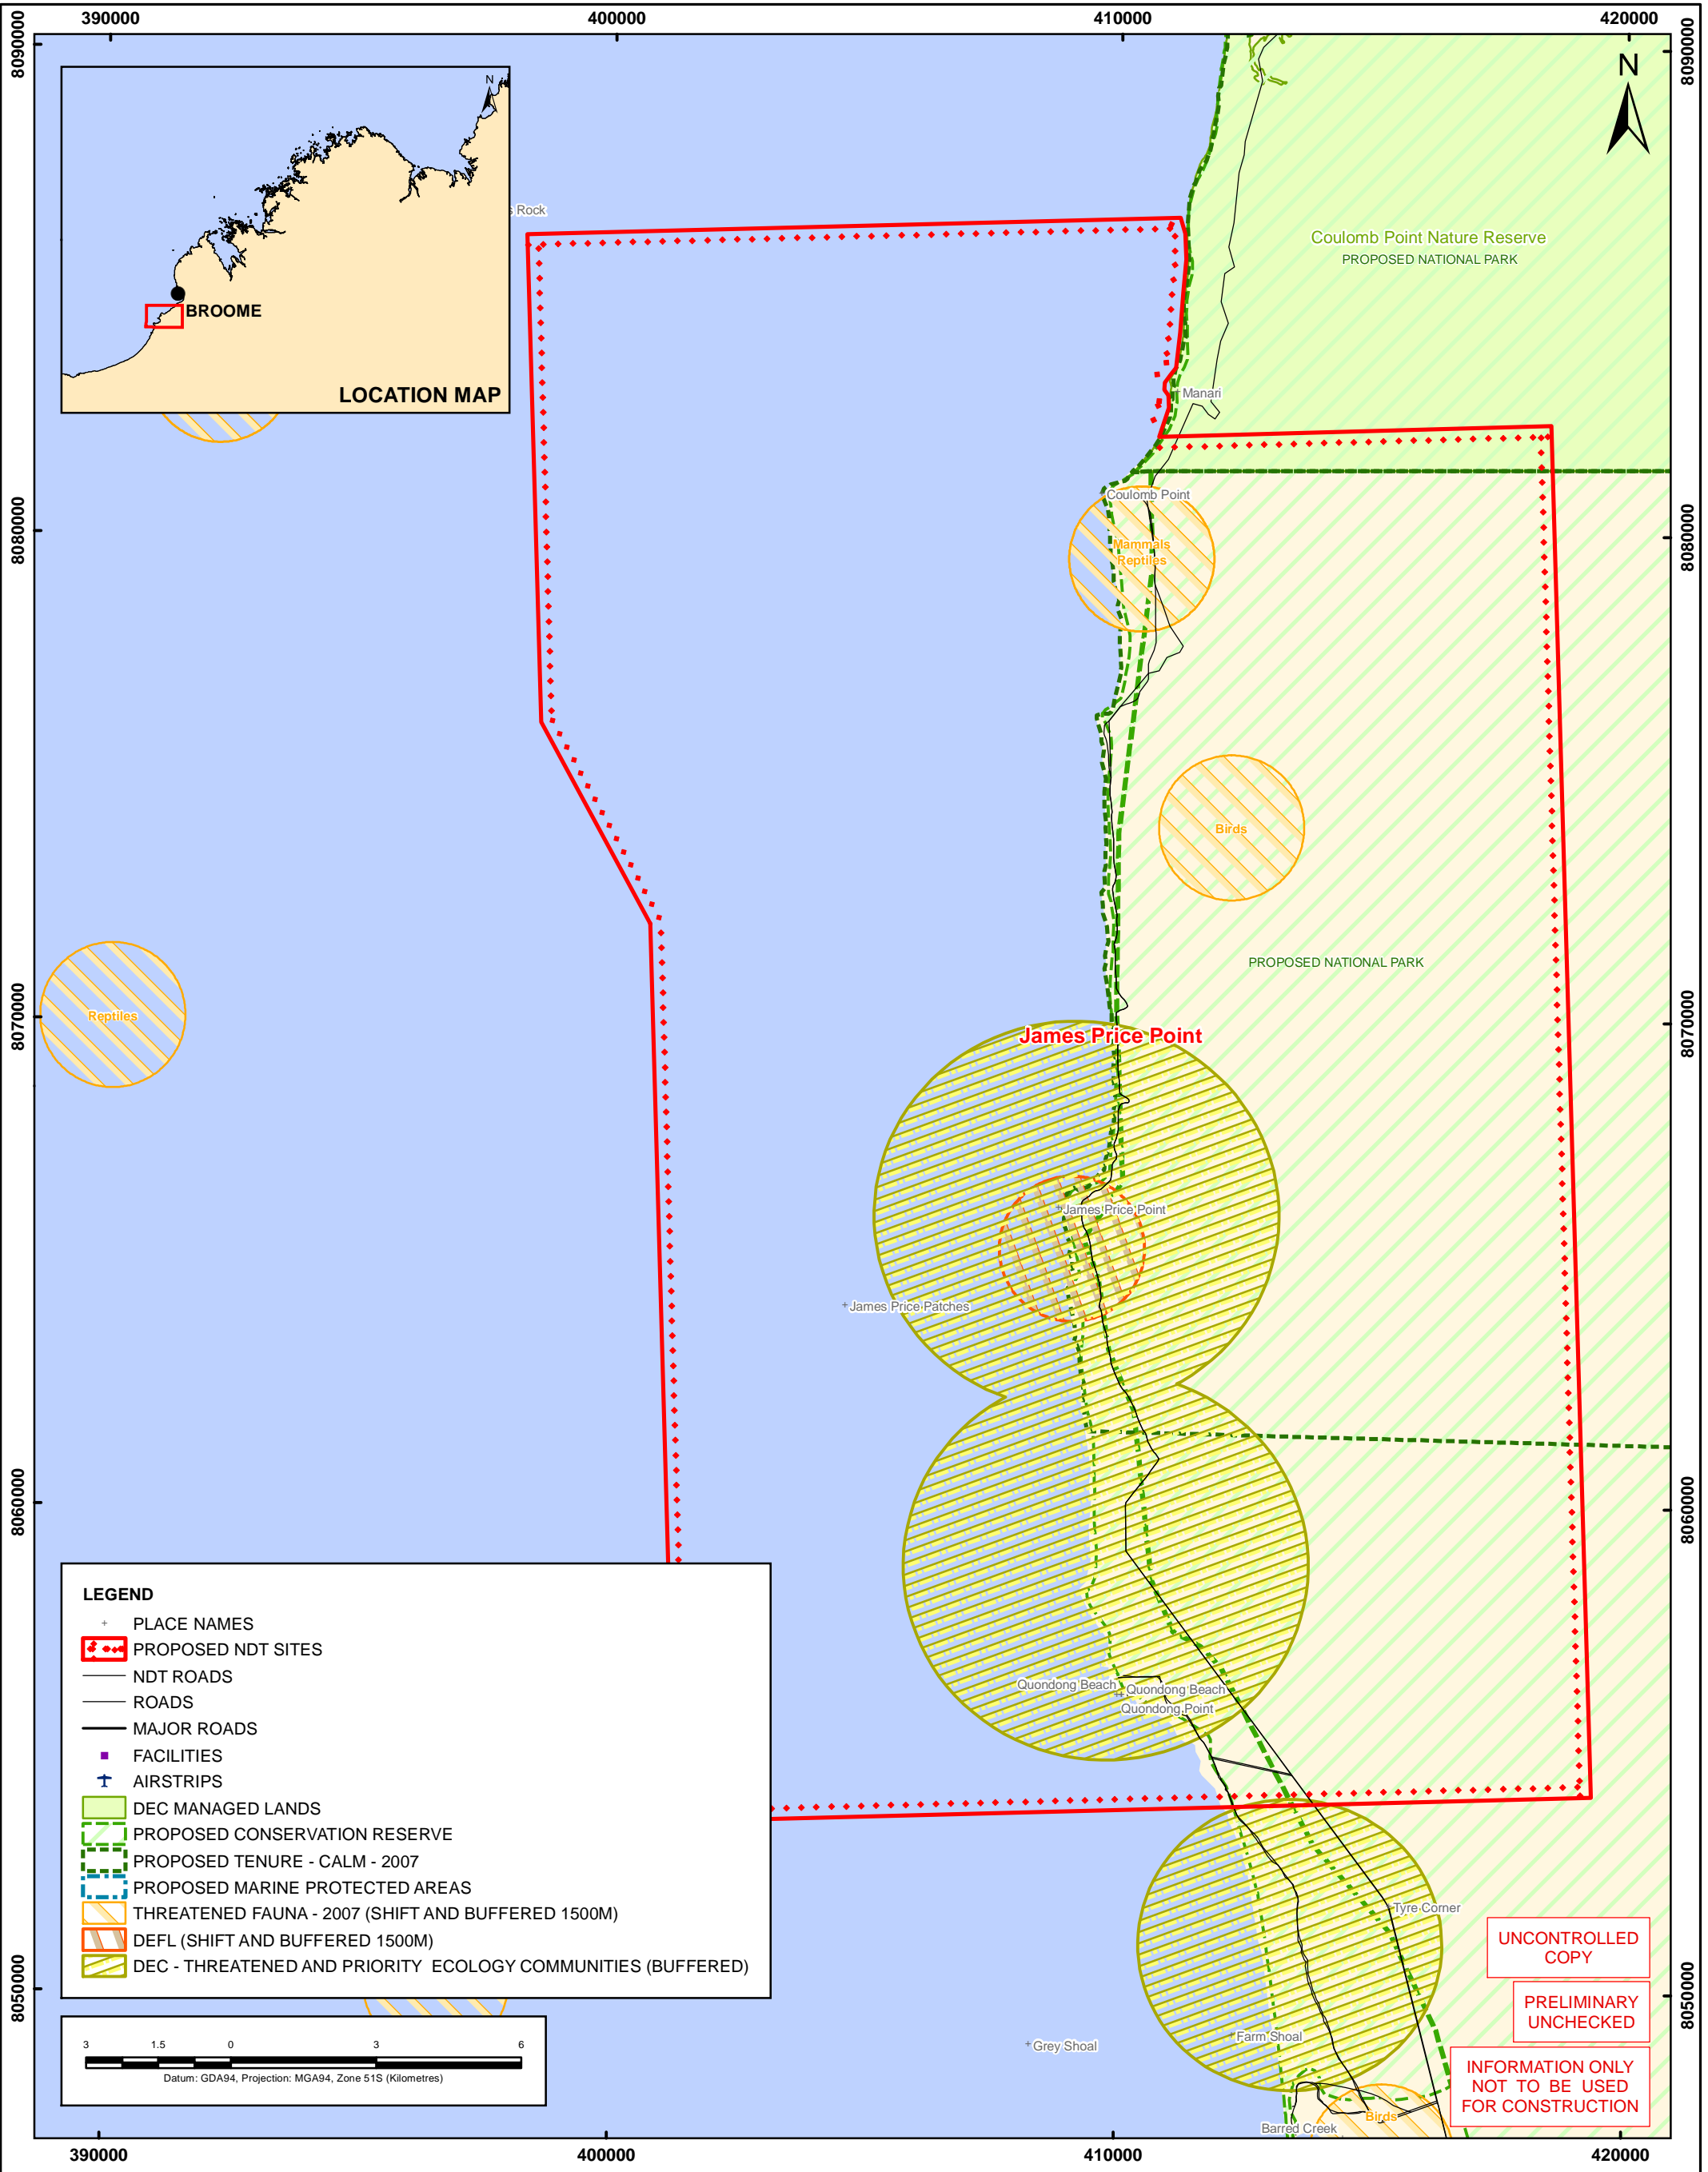 390000
400000
410000
420000
8090000
8090000
N
N
BROOME
LOCATION MAP
s Rock
Coulomb Point Nature Reserve
PROPOSED NATIONAL PARK
Manari
Coulomb Point
8080000
8080000
Mammals
Reptiles
Birds
PROPOSED NATIONAL PARK
8070000
8070000
Reptiles
James Price Point
James Price Point
James Price Patches
8060000
8060000
LEGEND
PLACE NAMES
PROPOSED NDT SITES
NDT ROADS
ROADS
MAJOR ROADS
FACILITIES
AIRSTRIPS
DEC MANAGED LANDS
PROPOSED CONSERVATION RESERVE
PROPOSED TENURE - CALM - 2007
PROPOSED MARINE PROTECTED AREAS
THREATENED FAUNA - 2007 (SHIFT AND BUFFERED 1500M)
DEFL (SHIFT AND BUFFERED 1500M)
DEC - THREATENED AND PRIORITY ECOLOGY COMMUNITIES (BUFFERED)
Quondong Beach
Quondong Beach
Quondong Point
Tyre Corner
UNCONTROLLED
COPY
8050000
8050000
PRELIMINARY
UNCHECKED
3 1.5 0 3 6
Datum: GDA94, Projection: MGA94, Zone 51S (Kilometres)
Grey Shoal
Farm Shoal
INFORMATION ONLY
NOT TO BE USED
FOR CONSTRUCTION
Birds
Barred Creek
390000
400000
410000
420000